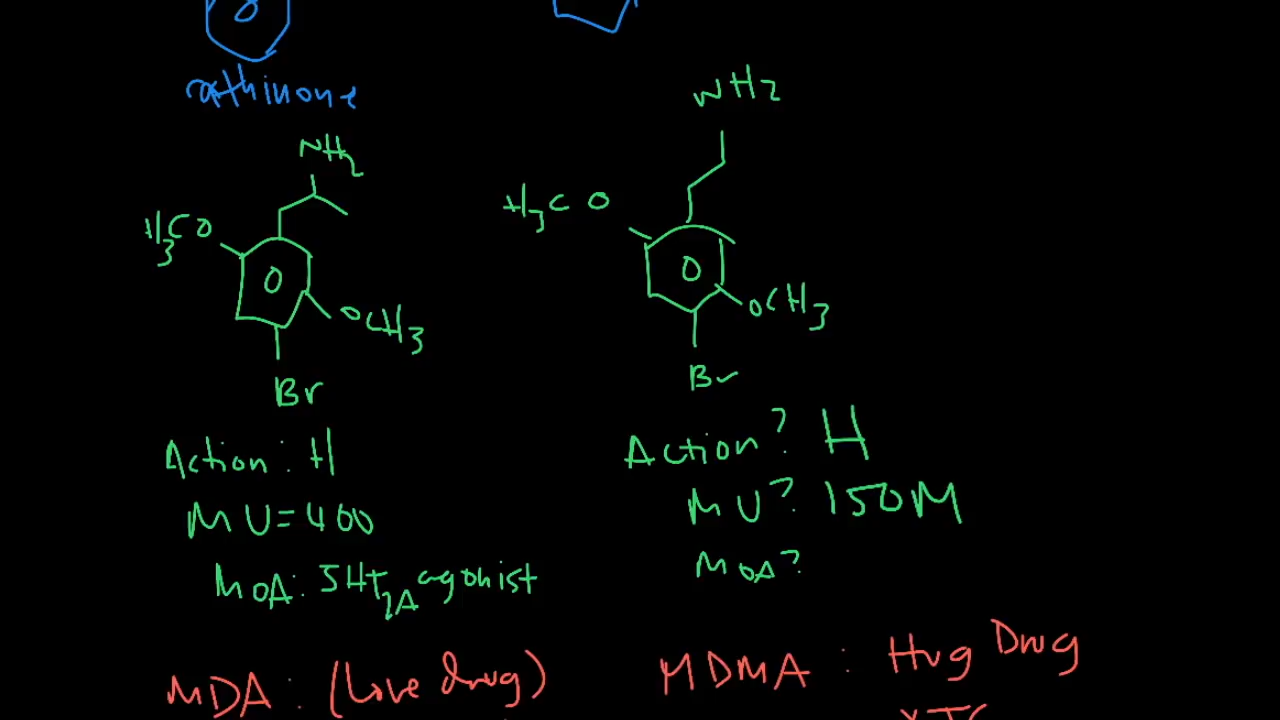 cathinone
NH2
NH2
H3CO
H3CO
OCH3
OCH3
Br
Br
Action: H
Action? H
MU=400
MU? 150M
MOA: 5HT2A agonist
MOA?
MDA: (Love drug)
MDMA: Hug Drug
XTC